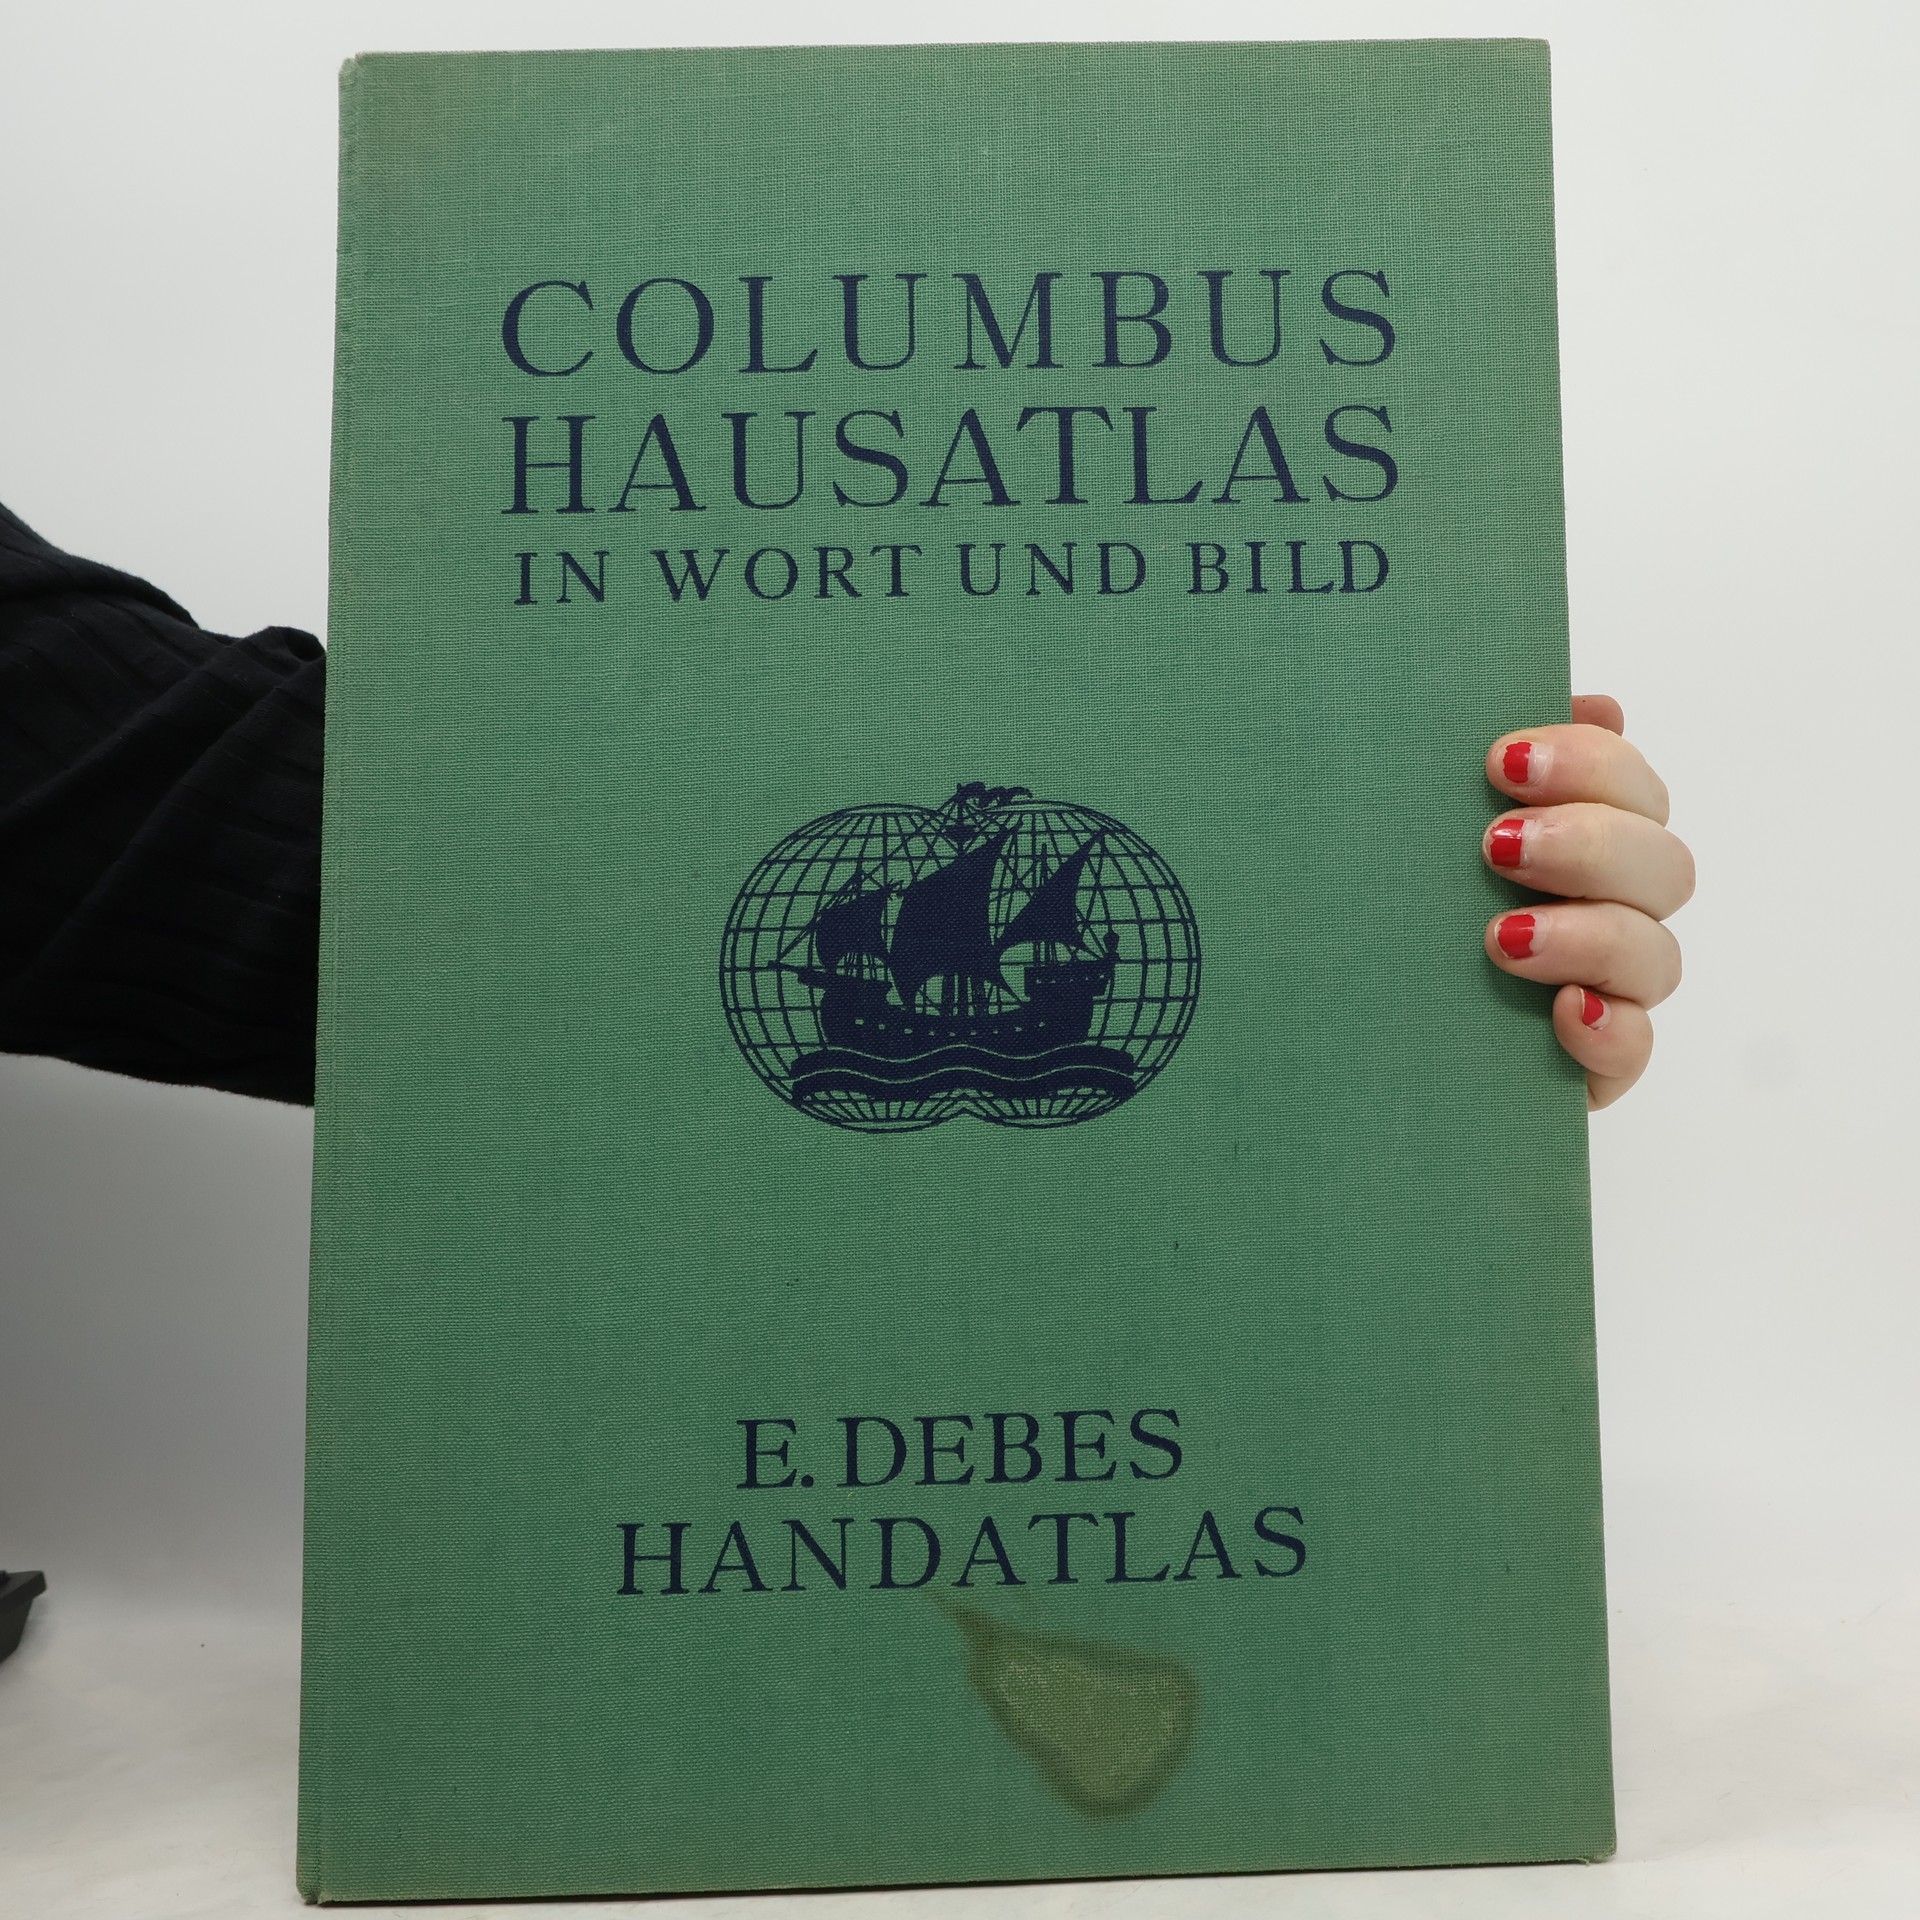 COLUMBUS
HAUSATLAS
IN WORT UND BILD
E. DEBES
HANDATLAS